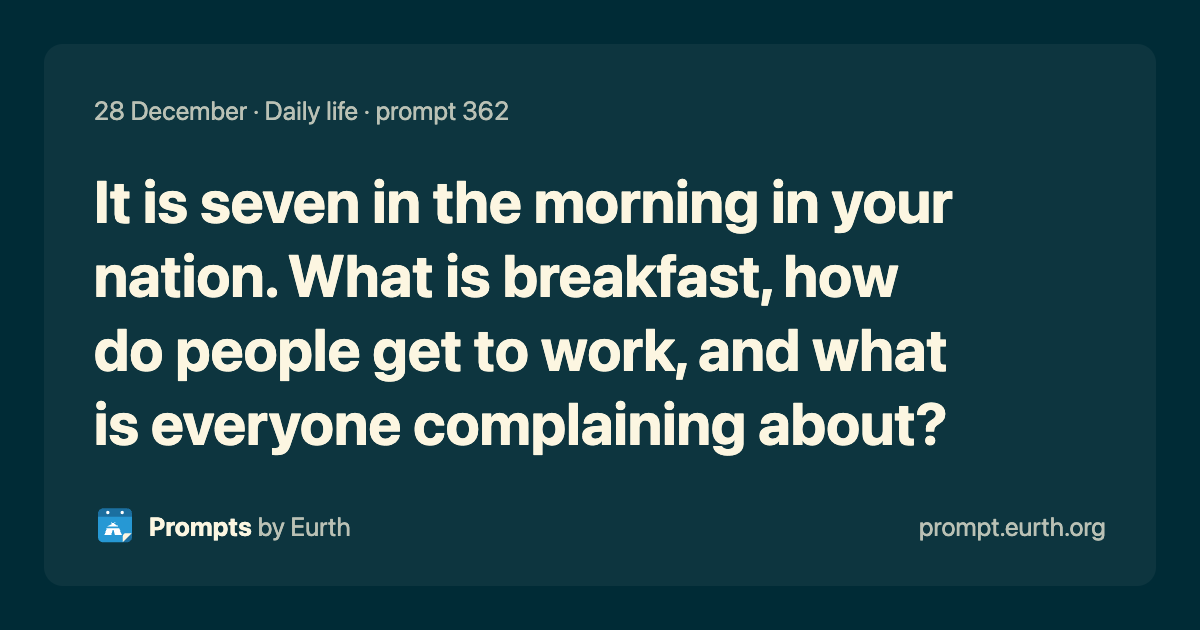 28 December · Daily life · prompt 362
It is seven in the morning in your
nation. What is breakfast, how
do people get to work, and what
is everyone complaining about?
Prompts by Eurth
prompt.eurth.org